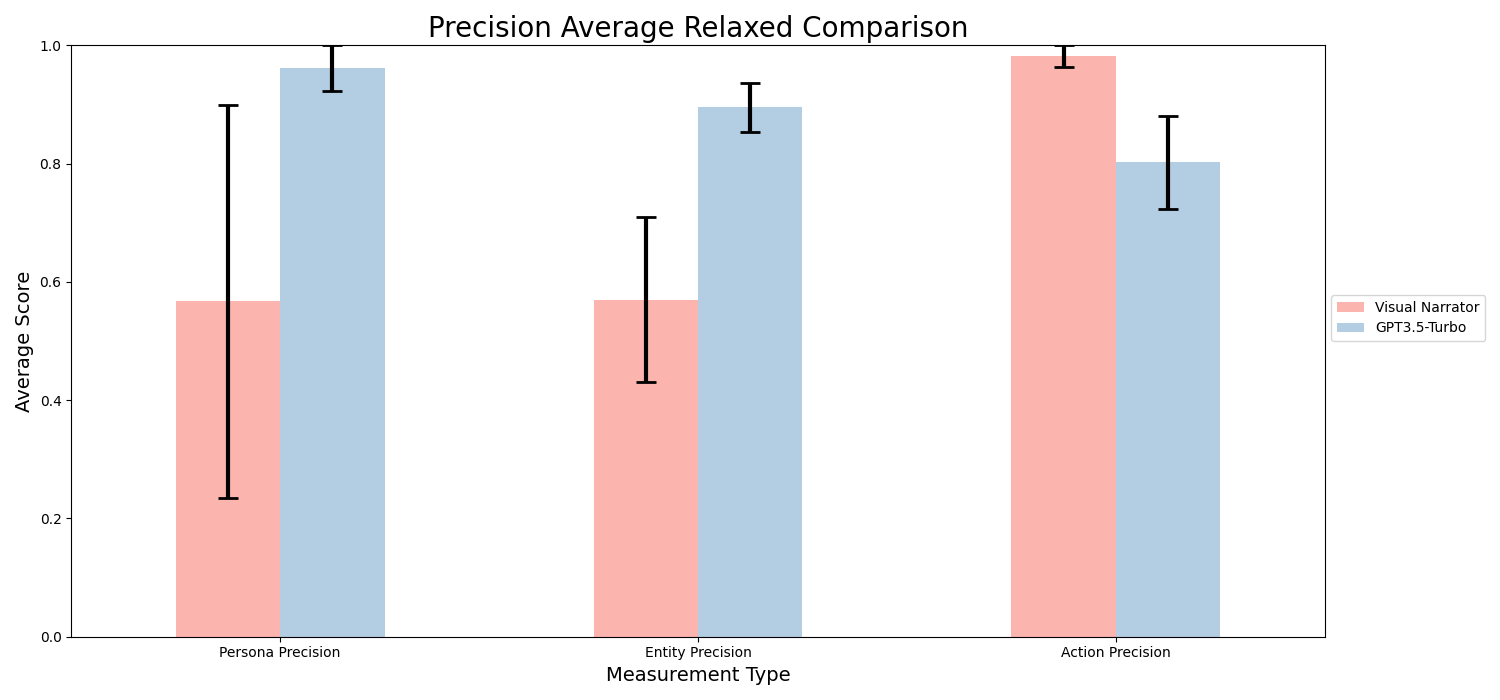 Precision Average Relaxed Comparison
Average Score
1.0
0.8
0.6
0.4
0.2
0.0
Persona Precision
Entity Precision
Action Precision
Measurement Type
Visual Narrator
GPT3.5-Turbo